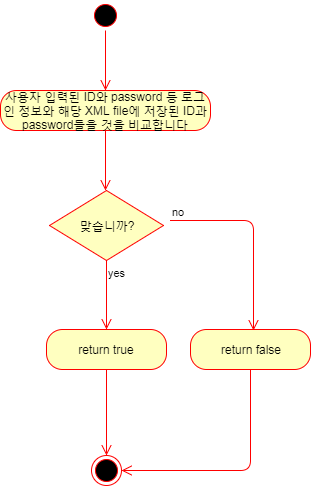 사용자 입력된 ID와 password 등 로그
인 정보와 해당 XML file에 저장된 ID과
password들을 것을 비교합니다
맞습니까?
no
yes
return true
return false